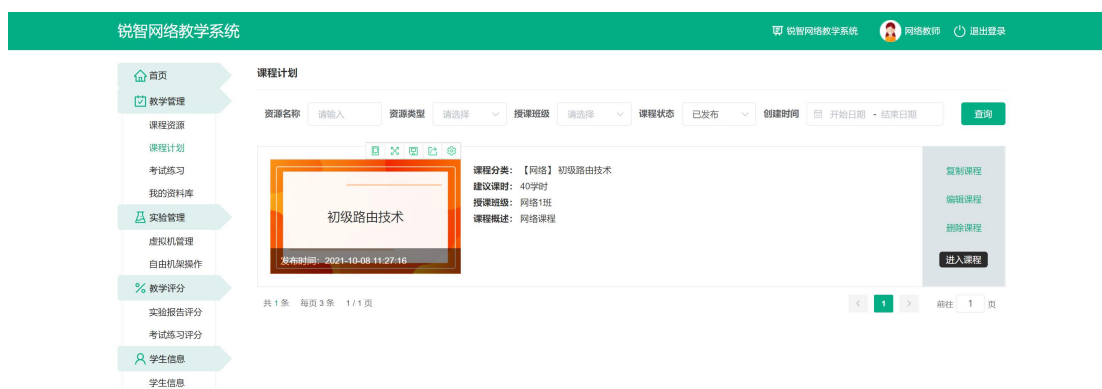 锐智网络教学系统
锐智网络教学系统 网络教师 退出登录
首页
教学管理
课程资源
课程计划
考试练习
我的资料库
实验管理
虚拟机管理
自由机架操作
教学评分
实验报告评分
考试练习评分
学生信息
学生信息
课程计划
资源名称 请输入 资源类型 请选择 授课班级 请选择 课程状态 已发布 创建时间 开始日期 - 结束日期 查询
初级路由技术
发布时间：2021-10-08 11:27:16
课程分类： 【网络】初级路由技术
建议课时： 40学时
授课班级： 网络1班
课程概述： 网络课程
复制课程
编辑课程
删除课程
进入课程
共 1 条 每页 3 条 1 / 1 页
< 1 > 前往 1 页